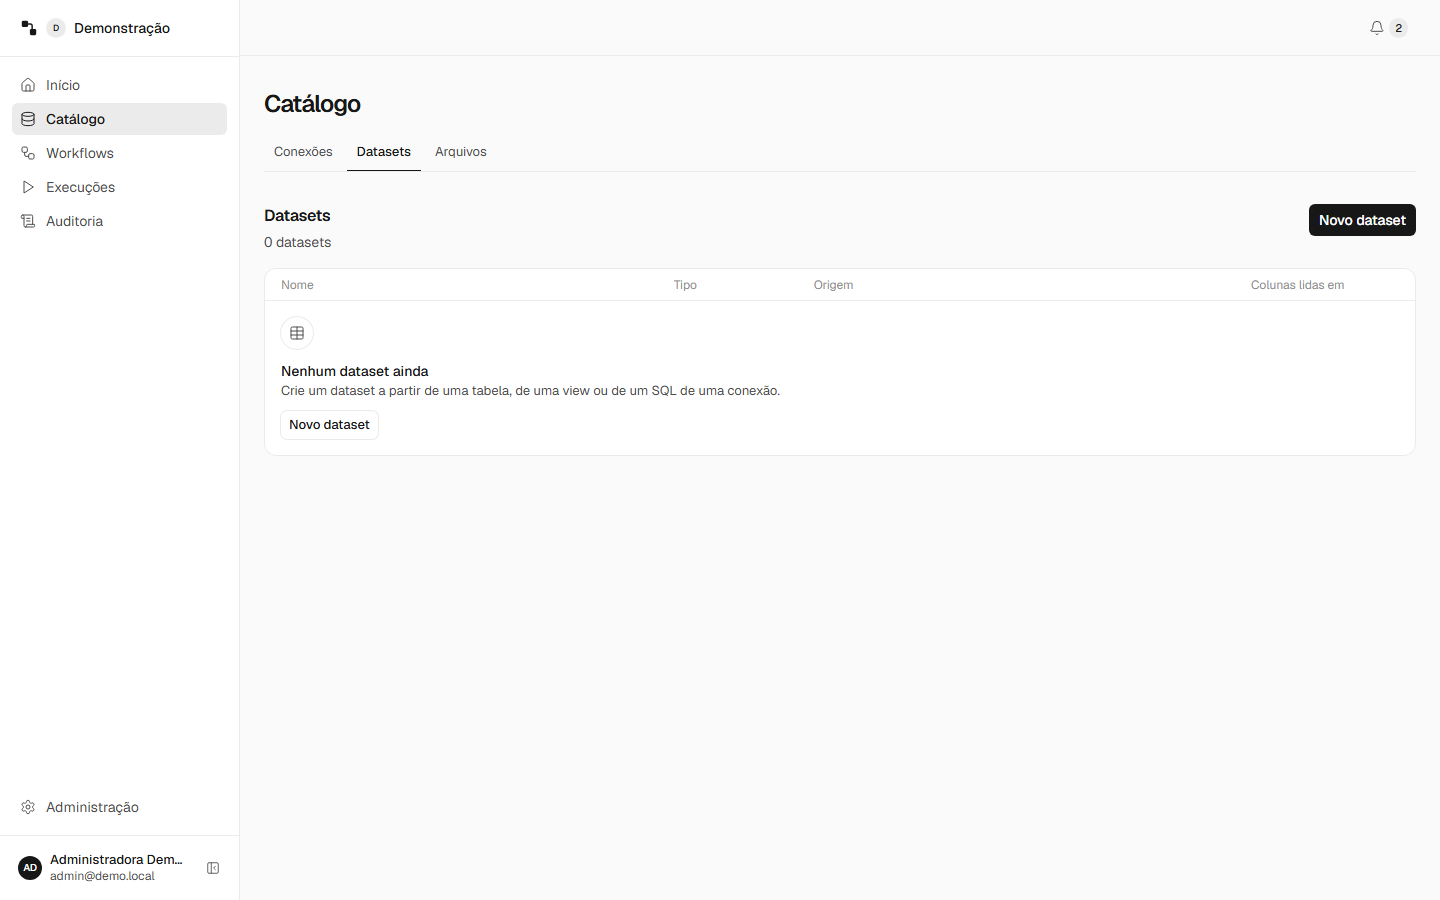 D Demonstração
2
Início
Catálogo
Workflows
Execuções
Auditoria
Catálogo
Conexões Datasets Arquivos
Datasets
0 datasets
Novo dataset
Nome Tipo Origem Colunas lidas em
Nenhum dataset ainda
Crie um dataset a partir de uma tabela, de uma view ou de um SQL de uma conexão.
Novo dataset
Administração
AD
Administradora Dem...
admin@demo.local